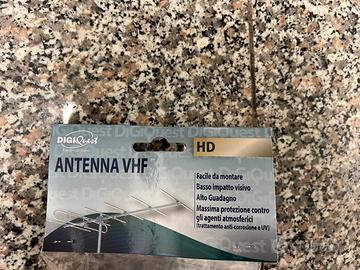 DIGIQuest
HD
ANTENNA VHF
Facile da montare
Basso impatto visivo
Alto Guadagno
Massima protezione contro
gli agenti atmosferici
(trattamento anti-corrosione e UV)